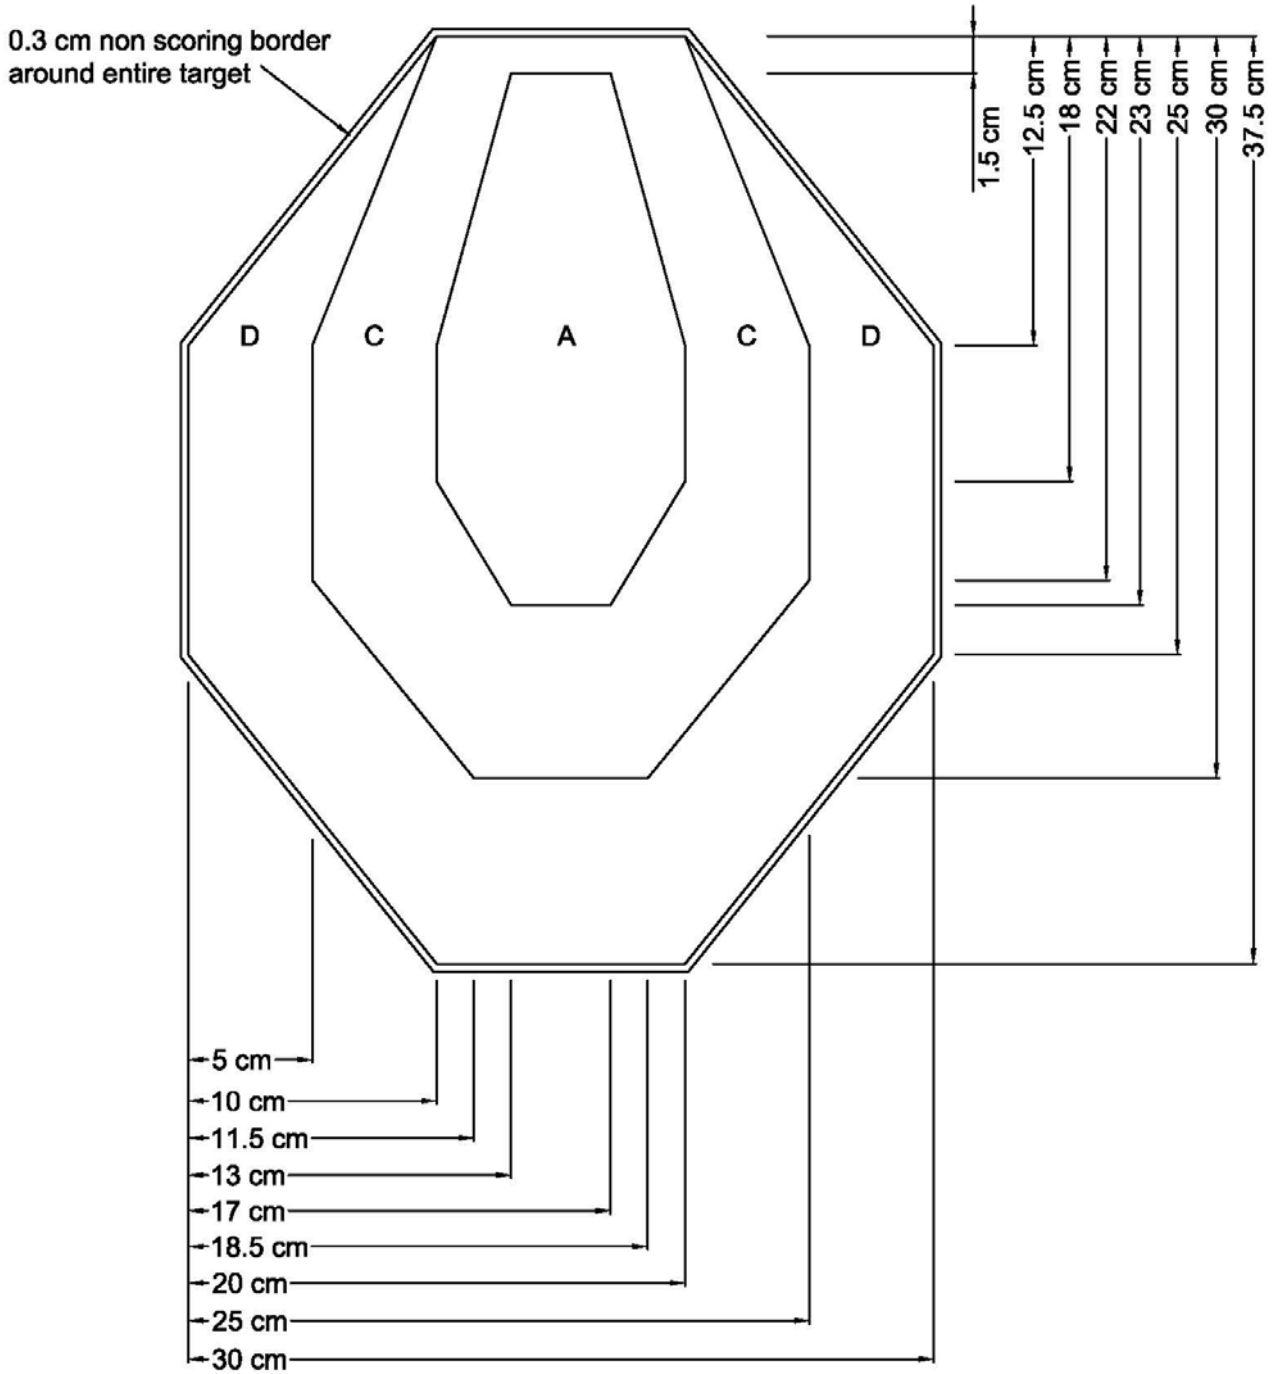 0.3 cm non scoring border
around entire target
1.5 cm
12.5 cm
18 cm
22 cm
23 cm
25 cm
30 cm
37.5 cm
D
C
A
C
D
5 cm
10 cm
11.5 cm
13 cm
17 cm
18.5 cm
20 cm
25 cm
30 cm